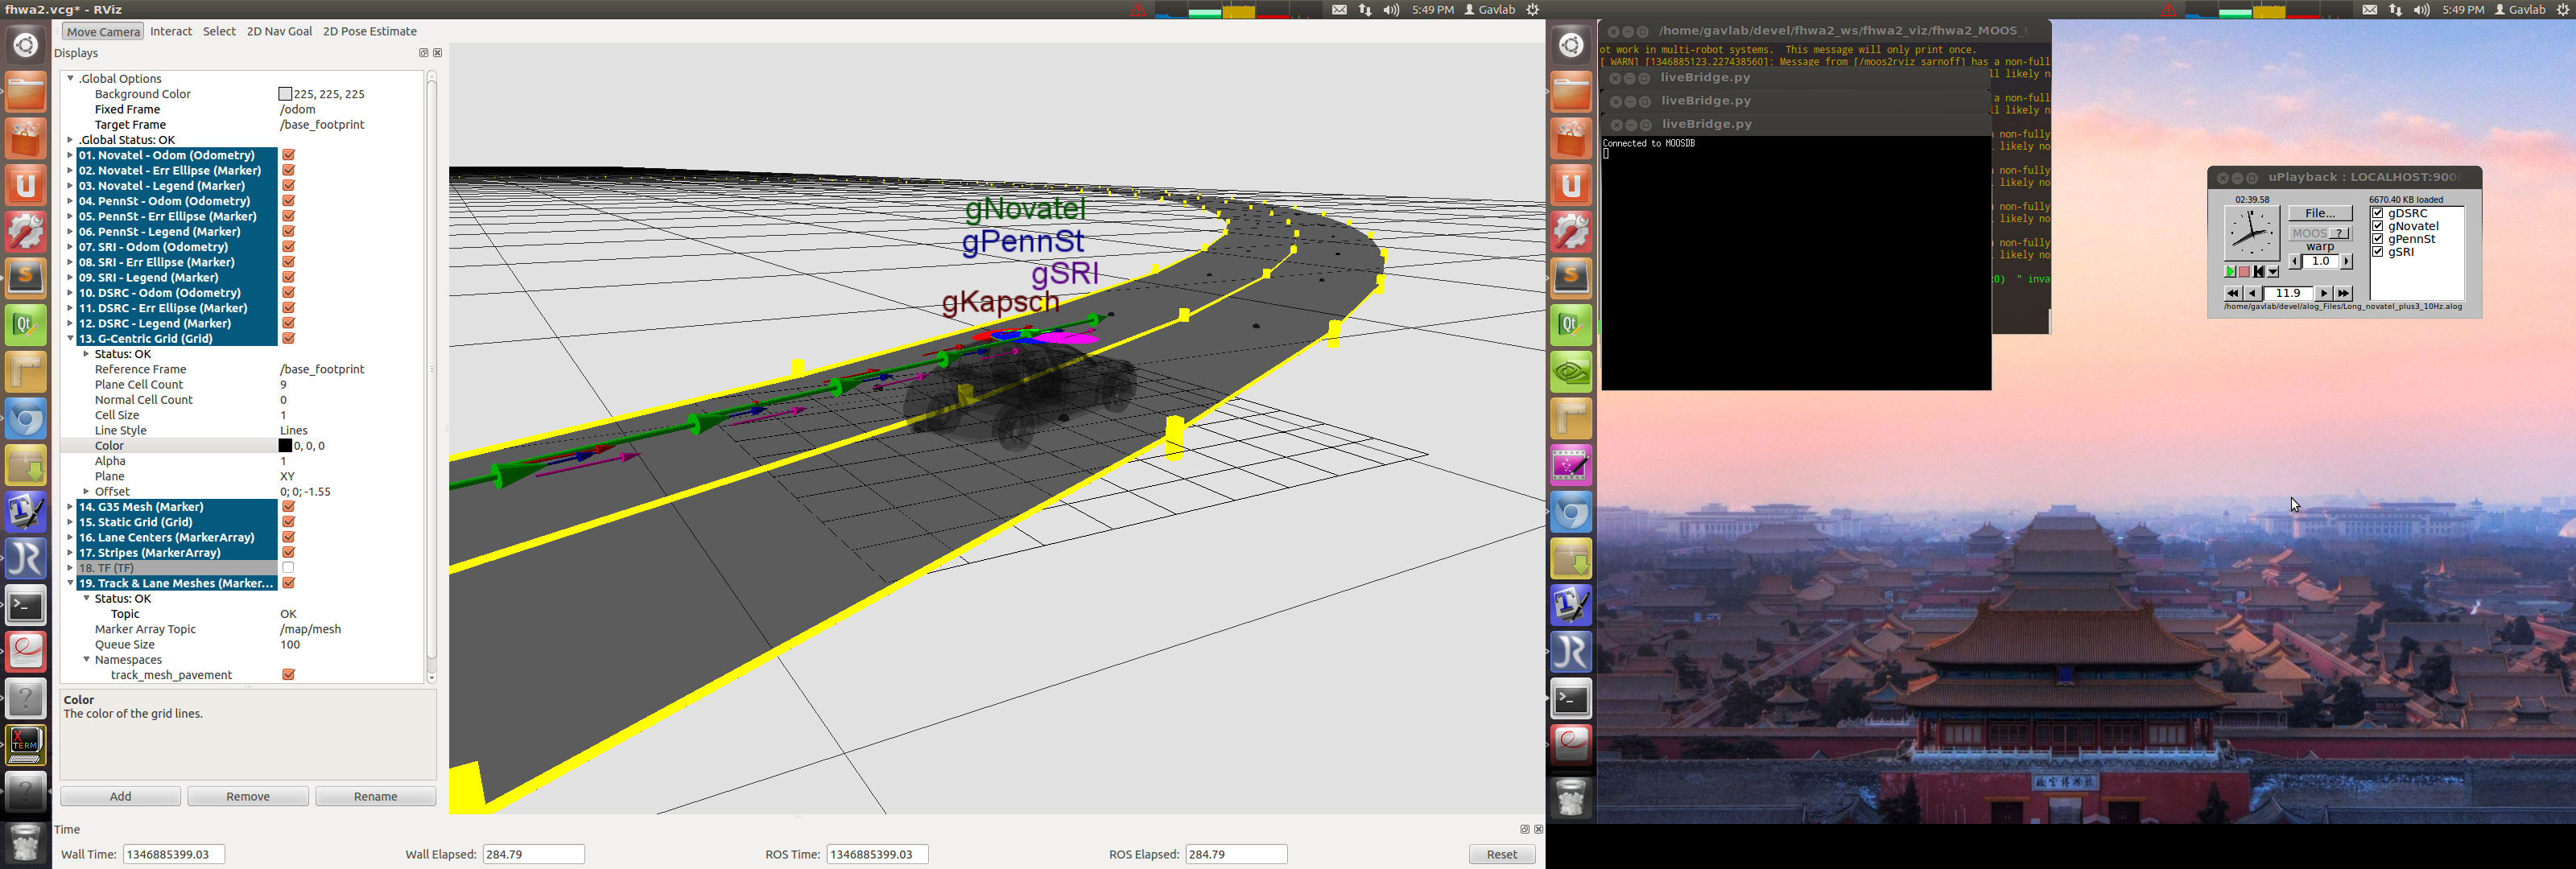 fhwa2.vcg* - RViz
5:49 PM Gavlab
5:49 PM Gavlab
Move Camera Interact Select 2D Nav Goal 2D Pose Estimate
Displays
.Global Options
Background Color 225, 225, 225
Fixed Frame /odom
Target Frame /base_footprint
.Global Status: OK
01. Novatel - Odom (Odometry)
02. Novatel - Err Ellipse (Marker)
03. Novatel - Legend (Marker)
04. PennSt - Odom (Odometry)
05. PennSt - Err Ellipse (Marker)
06. PennSt - Legend (Marker)
07. SRI - Odom (Odometry)
08. SRI - Err Ellipse (Marker)
09. SRI - Legend (Marker)
10. DSRC - Odom (Odometry)
11. DSRC - Err Ellipse (Marker)
12. DSRC - Legend (Marker)
13. G-Centric Grid (Grid)
Status: OK
Reference Frame /base_footprint
Plane Cell Count 9
Normal Cell Count 0
Cell Size 1
Line Style Lines
Color 0, 0, 0
Alpha 1
Plane XY
Offset 0; 0; -1.55
14. G35 Mesh (Marker)
15. Static Grid (Grid)
16. Lane Centers (MarkerArray)
17. Stripes (MarkerArray)
18. TF (TF)
19. Track & Lane Meshes (Marker...
Status: OK
Topic OK
Marker Array Topic /map/mesh
Queue Size 100
Namespaces
track_mesh_pavement
Color
The color of the grid lines.
Add Remove Rename
gNovatel
gPennSt
gSRI
gKapsch
Time
Wall Time: 1346885399.03 Wall Elapsed: 284.79 ROS Time: 1346885399.03 ROS Elapsed: 284.79 Reset
/home/gavlab/devel/fhwa2_ws/fhwa2_viz/fhwa2_MOOS_
ot work in multi-robot systems. This message will only print once.
[ WARN] [1346885123.227438560]: Message from [/moos2rviz_sarnoff] has a non-full
liveBridge.py
liveBridge.py
liveBridge.py
Connected to MOOSDB
uPlayback : LOCALHOST:900
02:39.58 6670.40 KB loaded
File...
MOOS ?
warp
1.0
11.9
gDSRC
gNovatel
gPennSt
gSRI
/home/gavlab/devel/alog_Files/Long_novatel_plus3_10Hz.alog